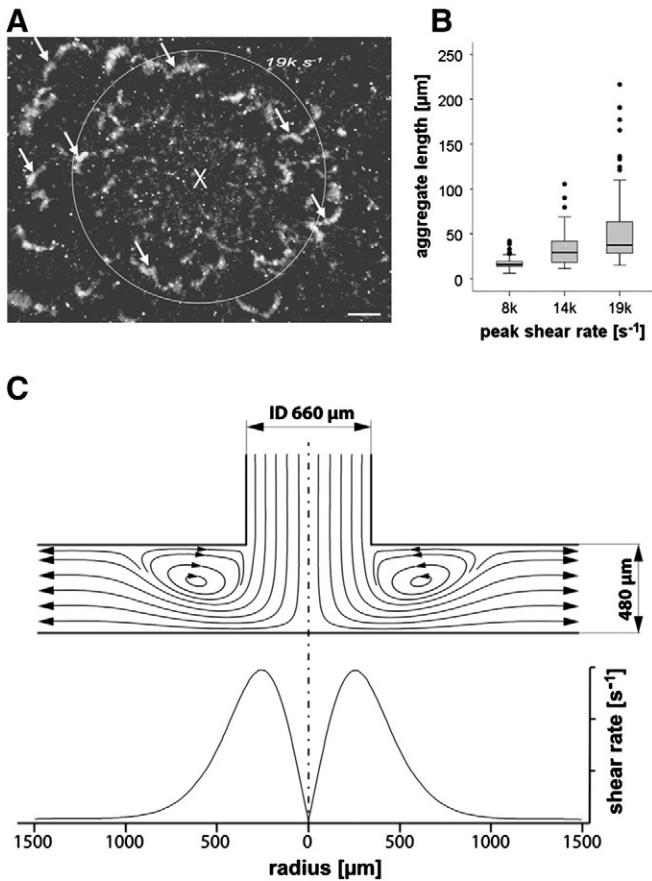 A
19k s⁻¹
X
B
aggregate length [µm]
250
200
150
100
50
0
8k 14k 19k
peak shear rate [s⁻¹]
C
ID 660 µm
480 µm
shear rate [s⁻¹]
1500 1000 500 0 500 1000 1500
radius [µm]